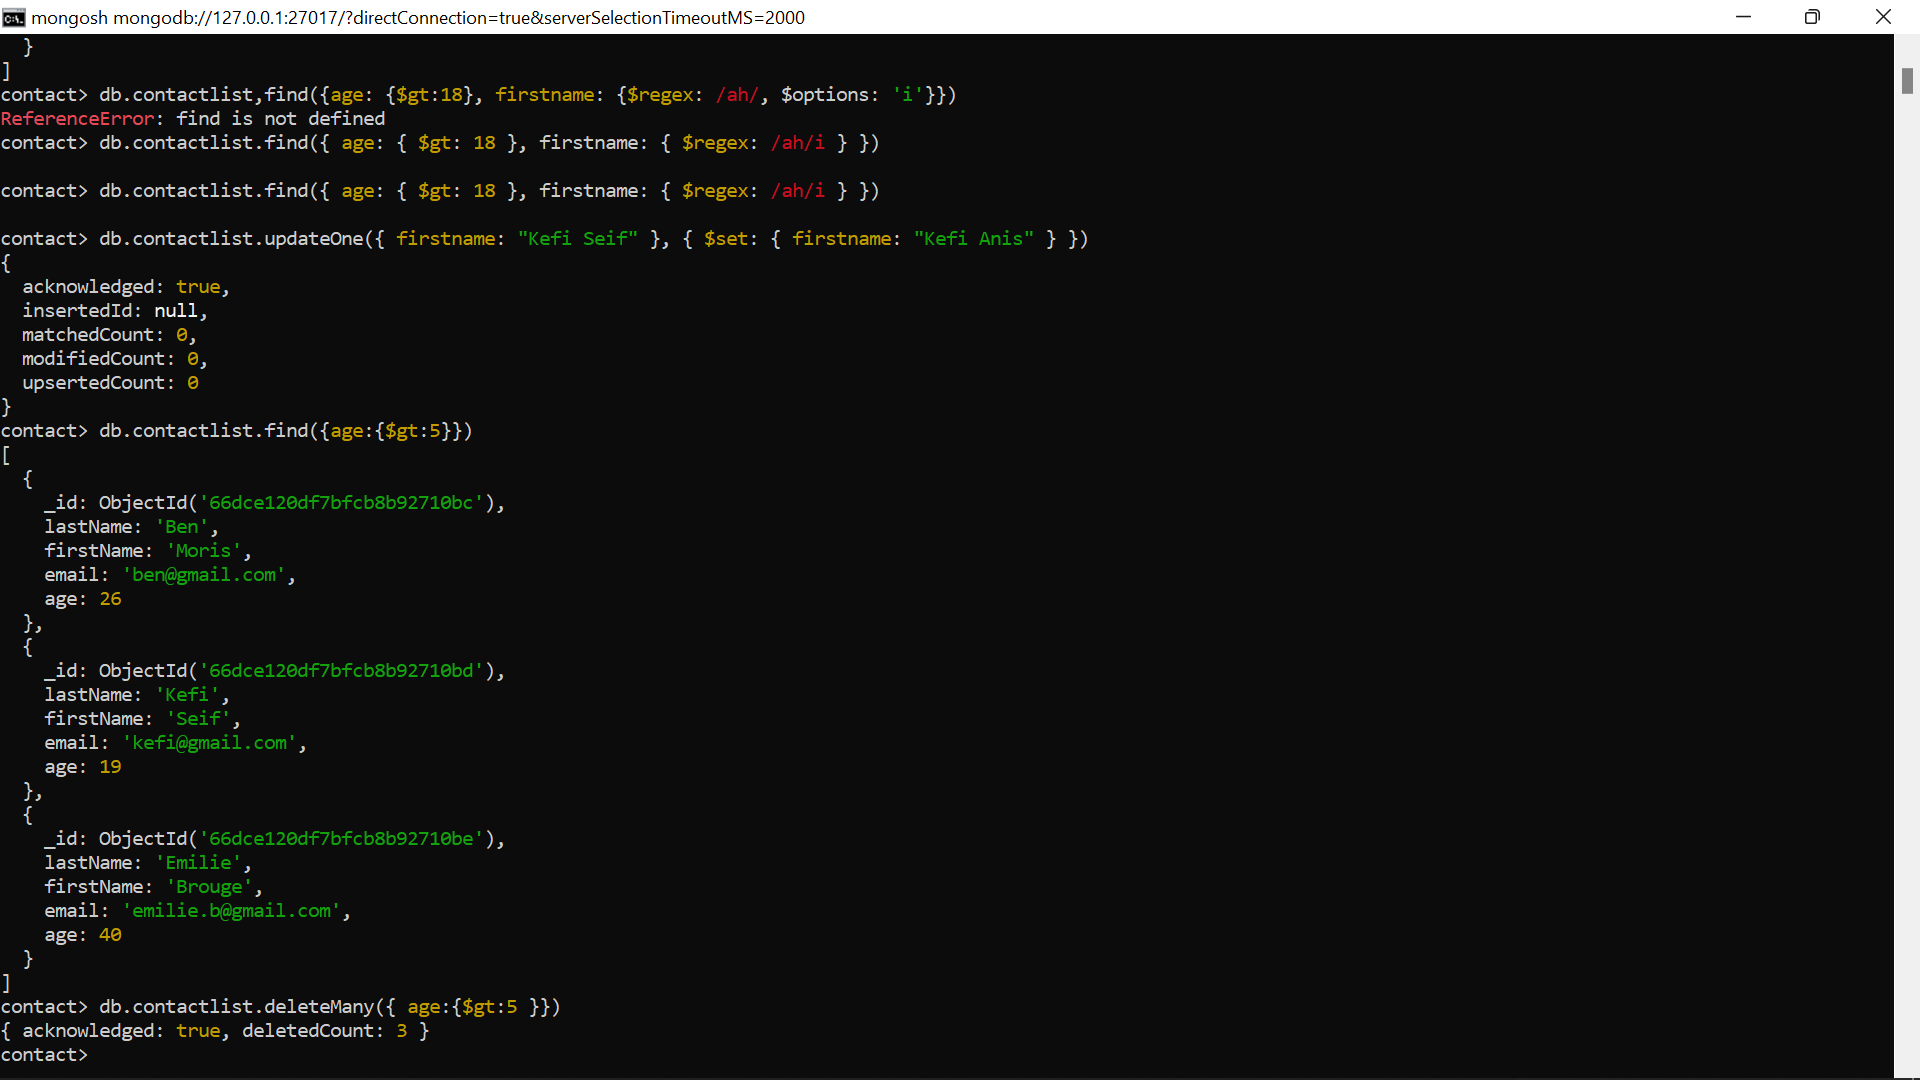 mongosh mongodb://127.0.0.1:27017/?directConnection=true&serverSelectionTimeoutMS=2000
  }
]
contact> db.contactlist,find({age: {$gt:18}, firstname: {$regex: /ah/, $options: 'i'}})
ReferenceError: find is not defined
contact> db.contactlist.find({ age: { $gt: 18 }, firstname: { $regex: /ah/i } })
contact> db.contactlist.find({ age: { $gt: 18 }, firstname: { $regex: /ah/i } })
contact> db.contactlist.updateOne({ firstname: "Kefi Seif" }, { $set: { firstname: "Kefi Anis" } })
{
  acknowledged: true,
  insertedId: null,
  matchedCount: 0,
  modifiedCount: 0,
  upsertedCount: 0
}
contact> db.contactlist.find({age:{$gt:5}})
[
  {
    _id: ObjectId('66dce120df7bfcb8b92710bc'),
    lastName: 'Ben',
    firstName: 'Moris',
    email: 'ben@gmail.com',
    age: 26
  },
  {
    _id: ObjectId('66dce120df7bfcb8b92710bd'),
    lastName: 'Kefi',
    firstName: 'Seif',
    email: 'kefi@gmail.com',
    age: 19
  },
  {
    _id: ObjectId('66dce120df7bfcb8b92710be'),
    lastName: 'Emilie',
    firstName: 'Brouge',
    email: 'emilie.b@gmail.com',
    age: 40
  }
]
contact> db.contactlist.deleteMany({ age:{$gt:5 }})
{ acknowledged: true, deletedCount: 3 }
contact>